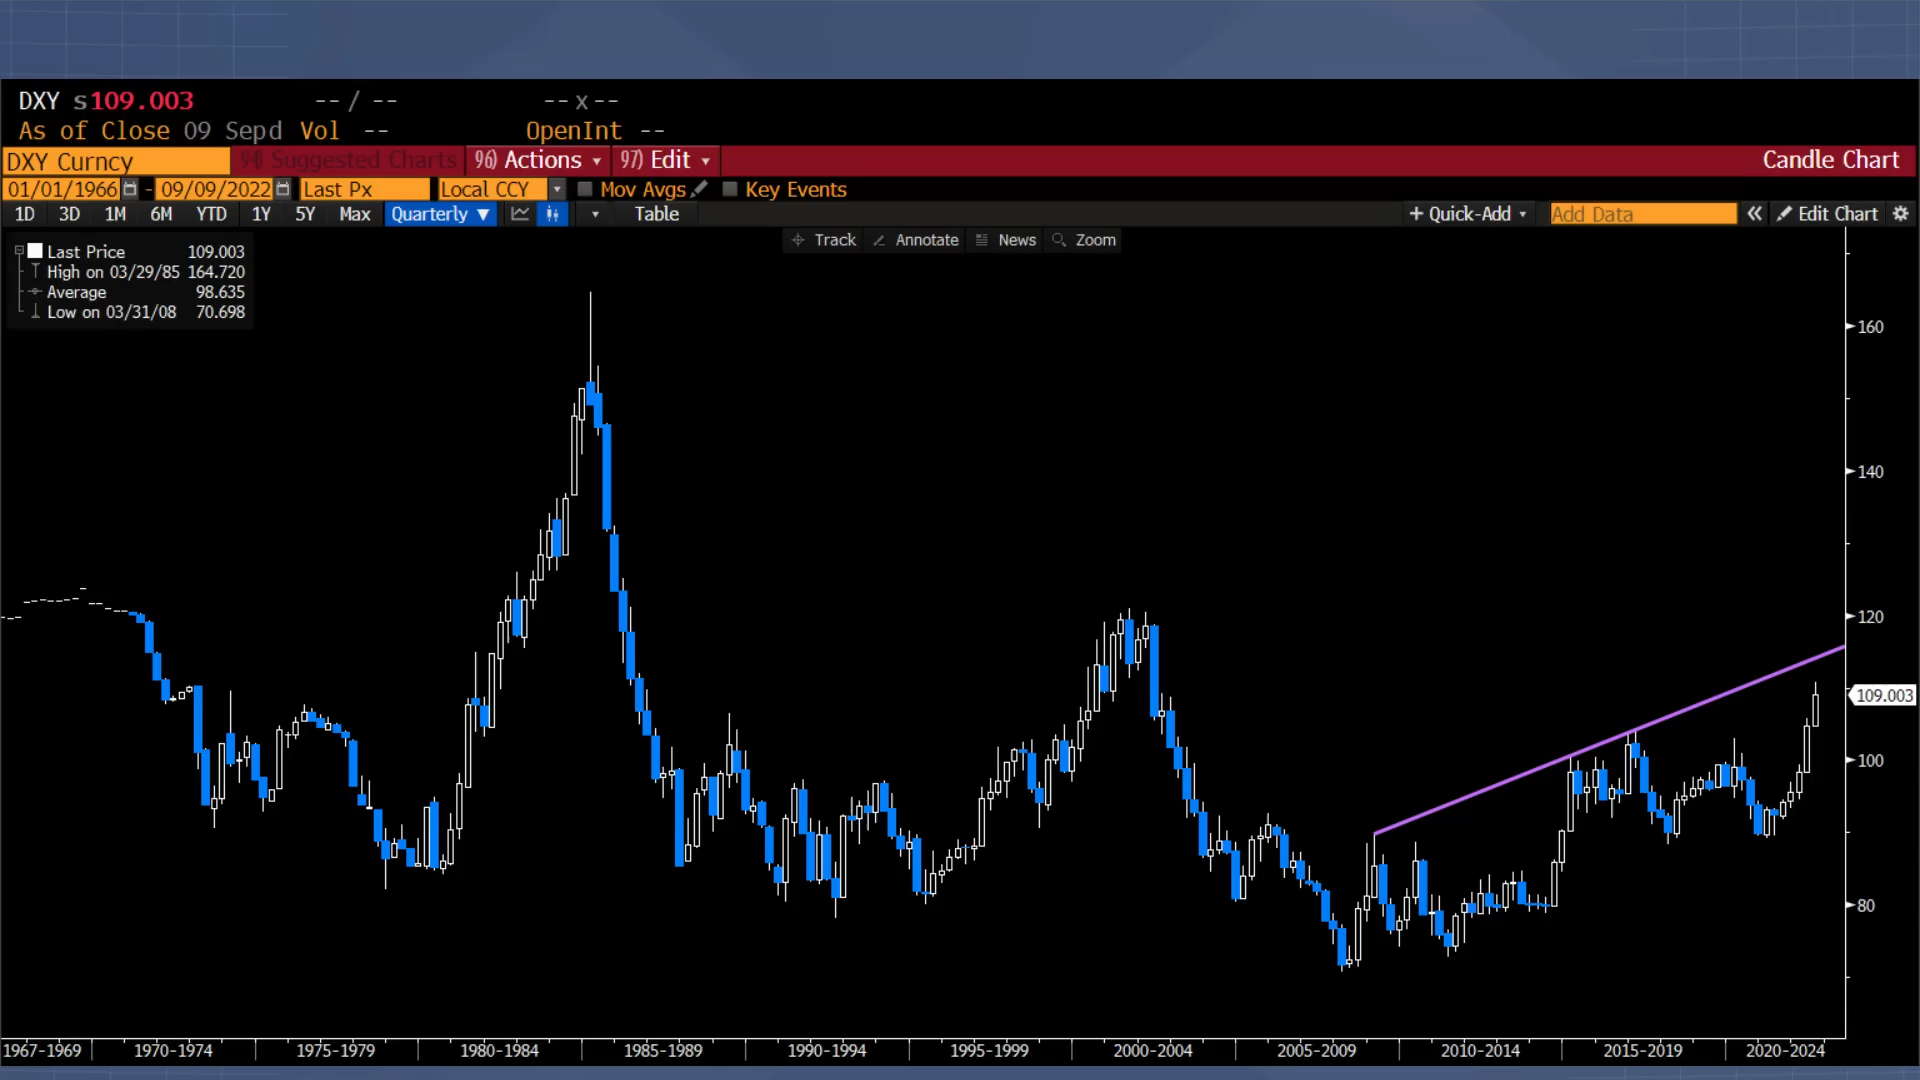 DXY s109.003 -- / -- -- x --
As of Close 09 Sepd Vol -- OpenInt --
DXY Curncy 94) Suggested Charts 96) Actions 97) Edit Candle Chart
01/01/1966 - 09/09/2022 Last Px Local CCY Mov Avgs Key Events
1D 3D 1M 6M YTD 1Y 5Y Max Quarterly ▼ Table + Quick-Add Add Data « Edit Chart
Track Annotate News Zoom
Last Price 109.003
High on 03/29/85 164.720
Average 98.635
Low on 03/31/08 70.698
160
140
120
109.003
100
80
1967-1969 1970-1974 1975-1979 1980-1984 1985-1989 1990-1994 1995-1999 2000-2004 2005-2009 2010-2014 2015-2019 2020-2024